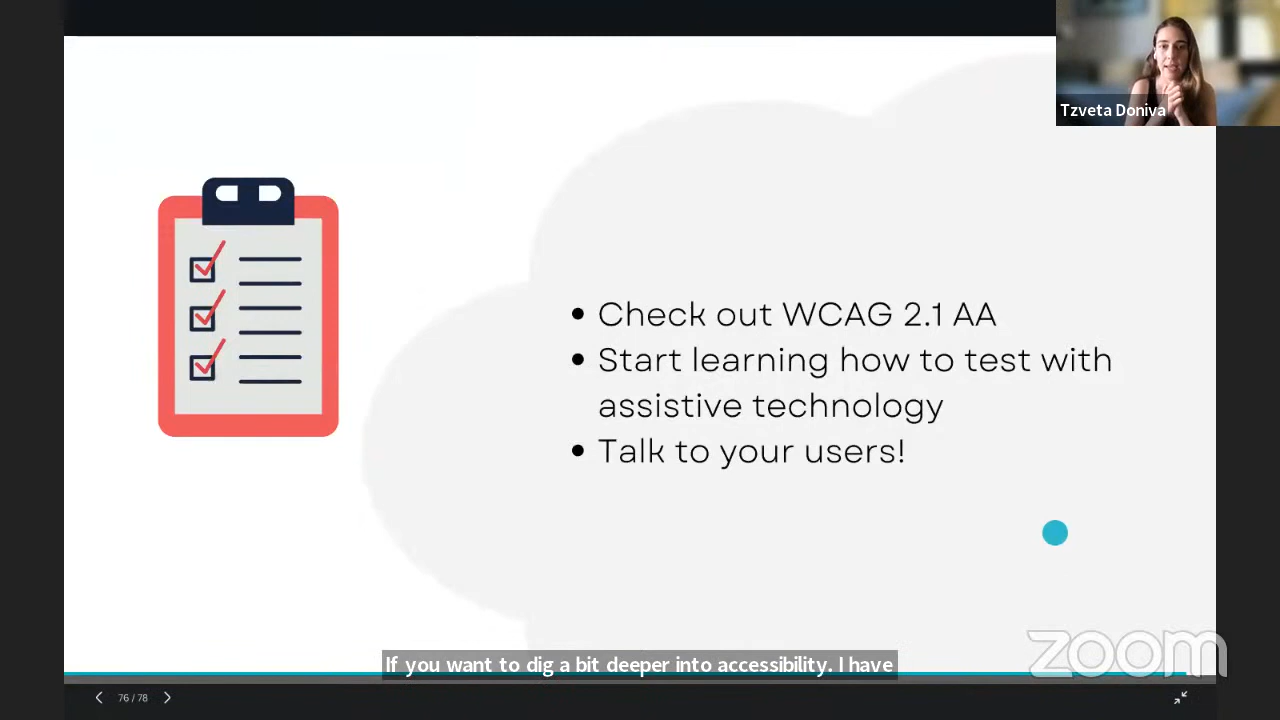 Tzveta Doniva
• Check out WCAG 2.1 AA
• Start learning how to test with
assistive technology
• Talk to your users!
zoom
If you want to dig a bit deeper into accessibility. I have
76 / 78